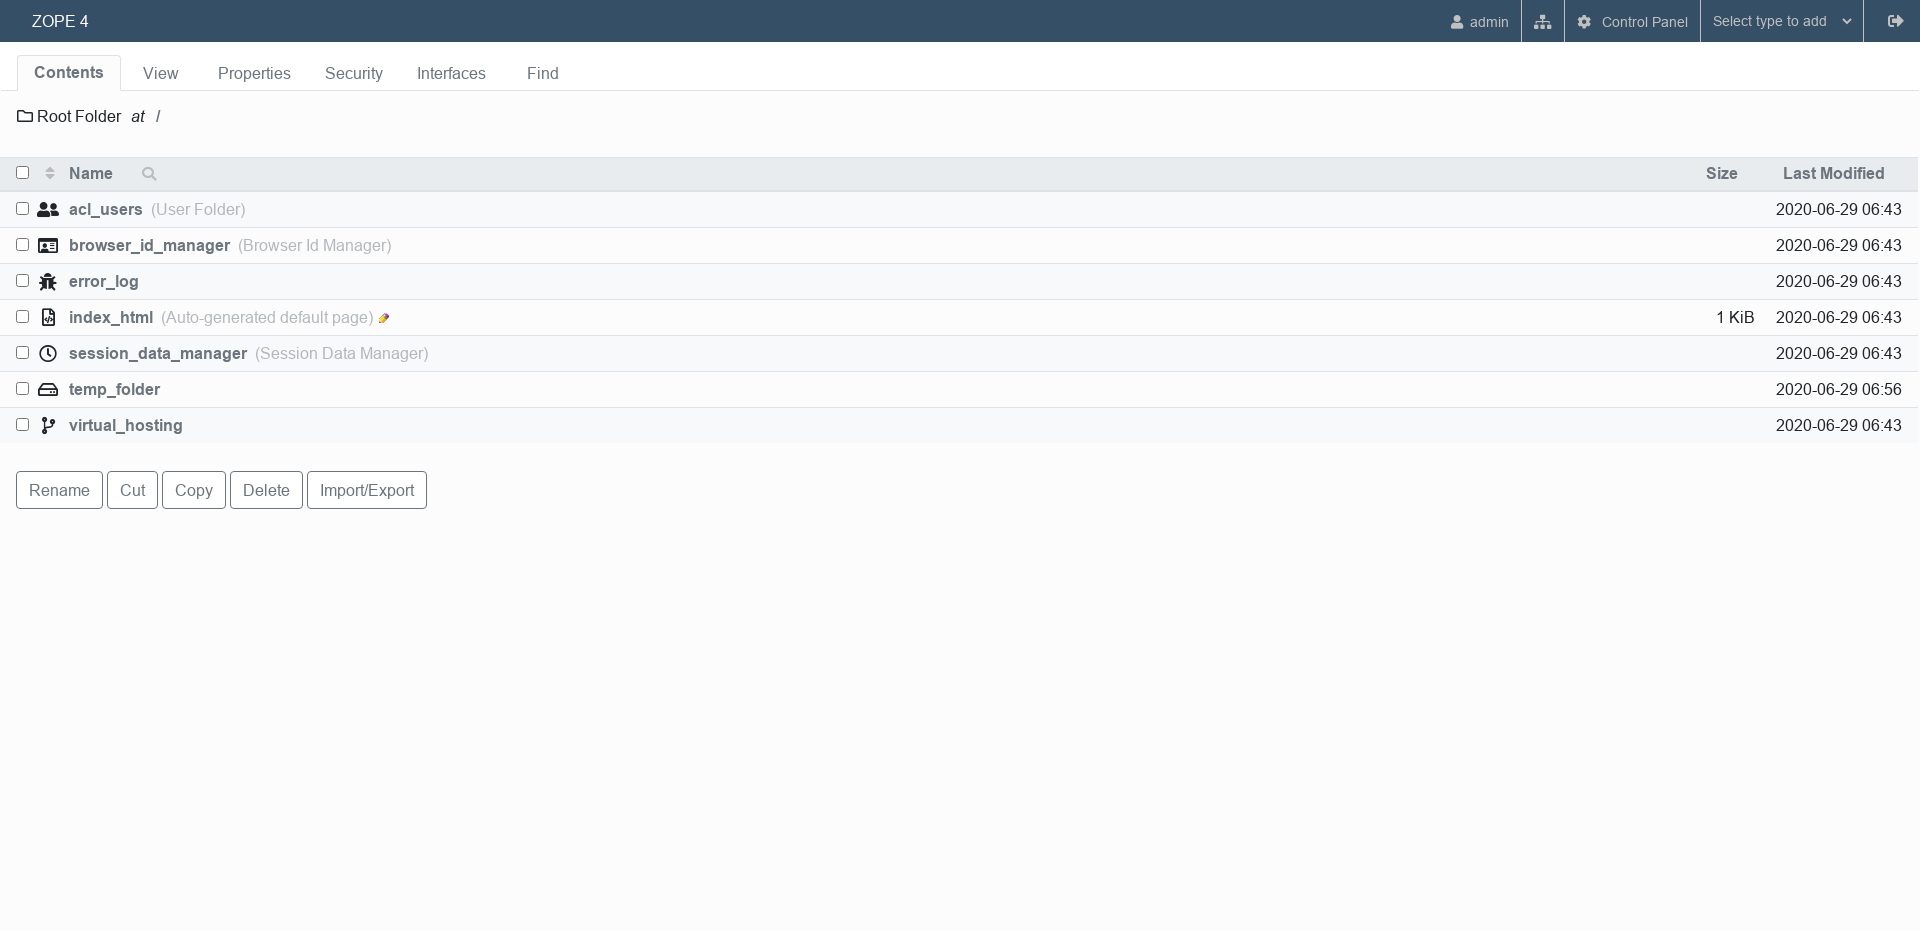 ZOPE 4 admin Control Panel Select type to add
Contents View Properties Security Interfaces Find
Root Folder at /
Name Size Last Modified
acl_users (User Folder) 2020-06-29 06:43
browser_id_manager (Browser Id Manager) 2020-06-29 06:43
error_log 2020-06-29 06:43
index_html (Auto-generated default page) 1 KiB 2020-06-29 06:43
session_data_manager (Session Data Manager) 2020-06-29 06:43
temp_folder 2020-06-29 06:56
virtual_hosting 2020-06-29 06:43
Rename Cut Copy Delete Import/Export